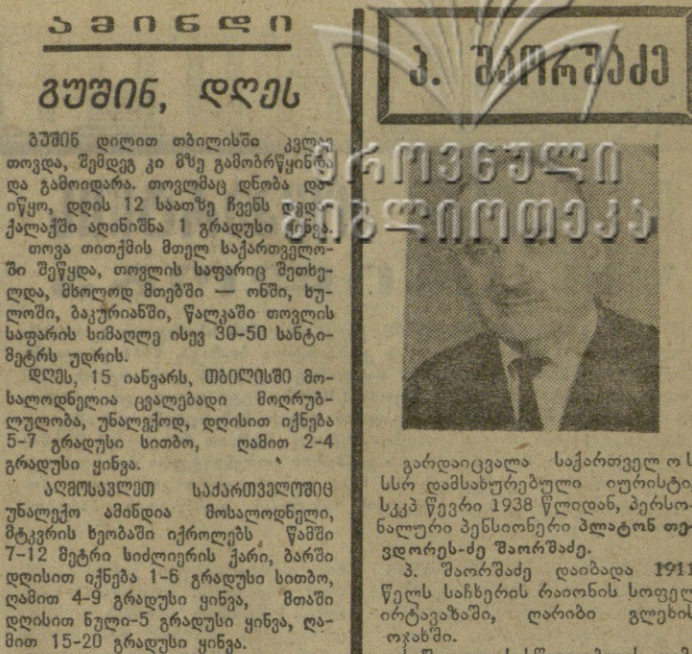 ამინდი
გუშინ, დღეს
გუშინ დილით თბილისში კვლავ
თოვდა, შემდეგ კი მზე გამობრწყინდა
და გამოიდარა. თოვლმაც დნობა და-
იწყო, დღის 12 საათზე ჩვენს დედა-
ქალაქში აღინიშნა 1 გრადუსი ყინვა.
თოვა თითქმის მთელ საქართველო-
ში შეწყდა, თოვლის საფარიც შეთხე-
ლდა, მხოლოდ მთებში — ონში, ხუ-
ლოში, ბაკურიანში, წალკაში თოვლის
საფარის სიმაღლე ისევ 30-50 სანტი-
მეტრს უდრის.
დღეს, 15 იანვარს, თბილისში მო-
სალოდნელია ცვალებადი მოღრუბ-
ლულობა, უნალექოდ, დღისით იქნება
5-7 გრადუსი სითბო, ღამით 2-4
გრადუსი ყინვა.
აღმოსავლეთ საქართველოშიც
უნალექო ამინდია მოსალოდნელი,
მტკვრის ხეობაში იქროლებს წამში
7-12 მეტრი სიძლიერის ქარი, ბარში
დღისით იქნება 1-6 გრადუსი სითბო,
ღამით 4-9 გრადუსი ყინვა, მთაში
დღისით ნული-5 გრადუსი ყინვა, ღა-
მით 15-20 გრადუსი ყინვა.
პ. შაორშაძე
ეროვნული
ბიბლიოთეკა
გარდაიცვალა საქართველოს
სსრ დამსახურებული იურისტი,
სკკპ წევრი 1938 წლიდან, პერსო-
ნალური პენსიონერი პლატონ თე-
ვდორეს-ძე შაორშაძე.
პ. შაორშაძე დაიბადა 1911
წელს საჩხერის რაიონის სოფელ
ირტავაზაში, ღარიბი გლეხის
ოჯახში.